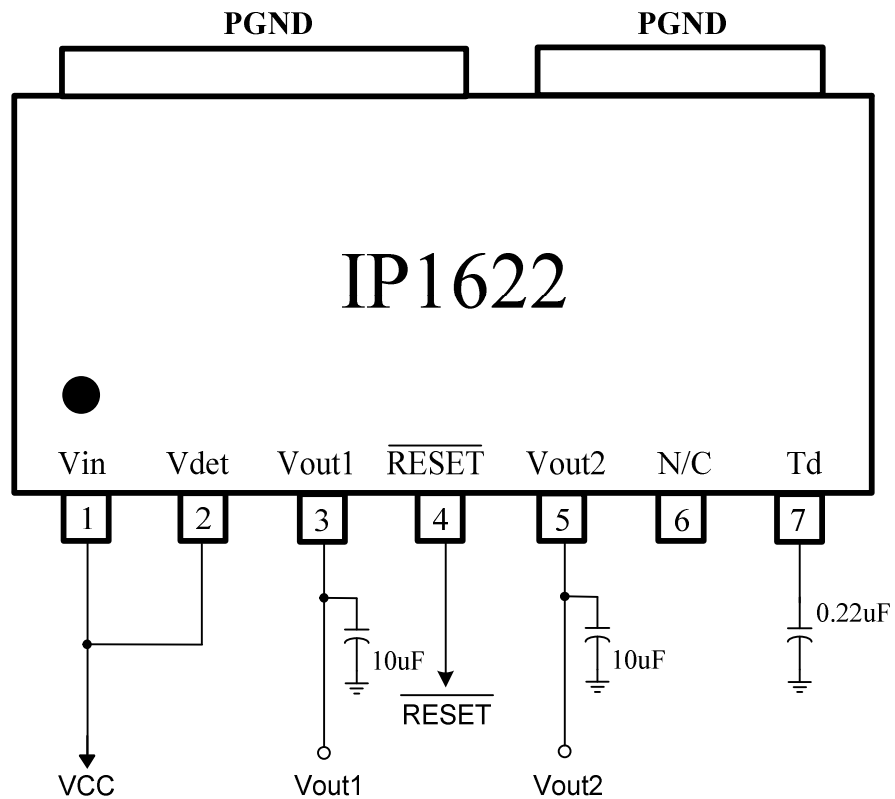 PGND PGND
IP1622
Vin Vdet Vout1 RESET Vout2 N/C Td
1 2 3 4 5 6 7
0.22uF
10uF 10uF
RESET
VCC Vout1 Vout2